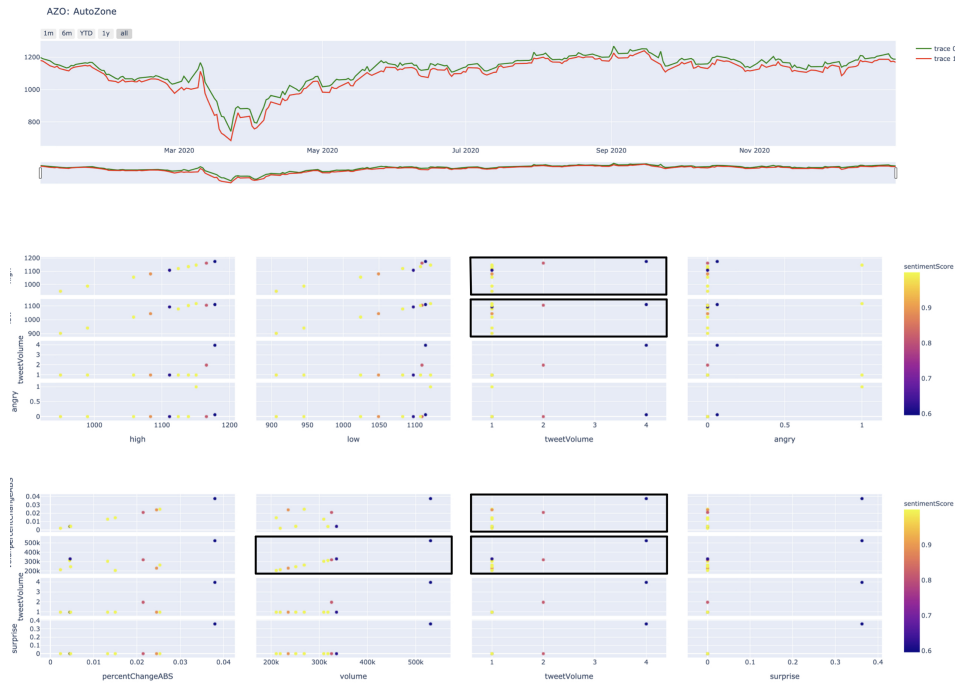 AZO: AutoZone
1m 6m YTD 1y all
1200
1000
800
trace
trace
Mar 2020 May 2020 Jul 2020 Sep 2020 Nov 2020
1200
1100
1000
1100
1000
900
tweetVolume
4
3
2
1
angry
1
0.5
0
1000 1100 1200
high
900 950 1000 1050 1100
low
1 2 3 4
tweetVolume
0 0.5 1
angry
sentimentScore
0.9
0.8
0.7
0.6
percentChangeABS
0.04
0.03
0.02
0.01
0
500k
400k
300k
200k
tweetVolume
4
3
2
1
surprise
0.4
0.3
0.2
0.1
0
0 0.01 0.02 0.03 0.04
percentChangeABS
200k 300k 400k 500k
volume
1 2 3 4
tweetVolume
0 0.1 0.2 0.3 0.4
surprise
sentimentScore
0.9
0.8
0.7
0.6